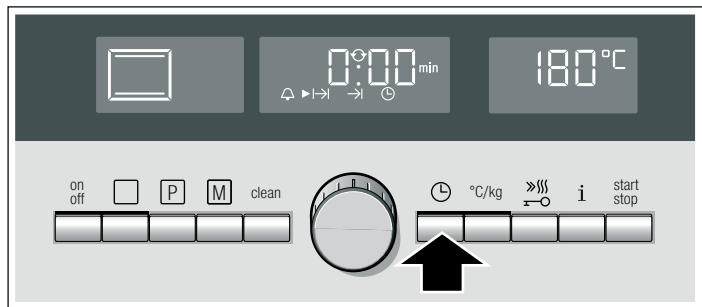 0:00 min
180°C
on
off
P
M
clean
°C/kg
i
start
stop